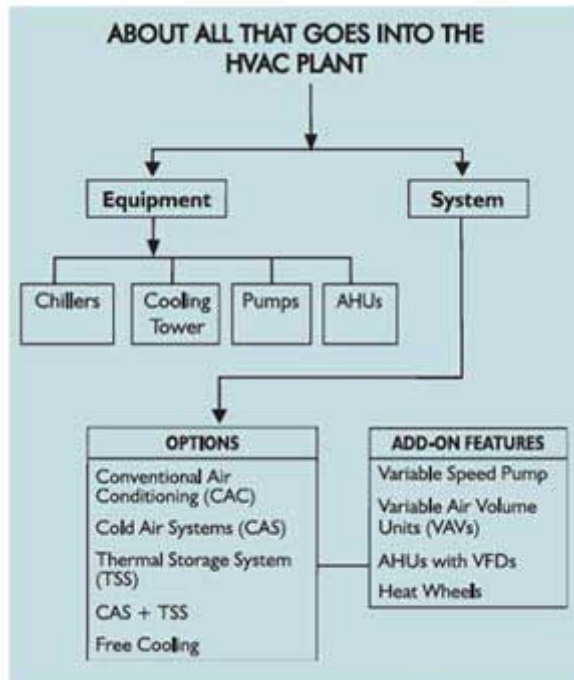 ABOUT ALL THAT GOES INTO THE
HVAC PLANT
Equipment
System
Chillers
Cooling
Tower
Pumps
AHUs
OPTIONS
Conventional Air
Conditioning (CAC)
Cold Air Systems (CAS)
Thermal Storage System
(TSS)
CAS + TSS
Free Cooling
ADD-ON FEATURES
Variable Speed Pump
Variable Air Volume
Units (VAVs)
AHUs with VFDs
Heat Wheels